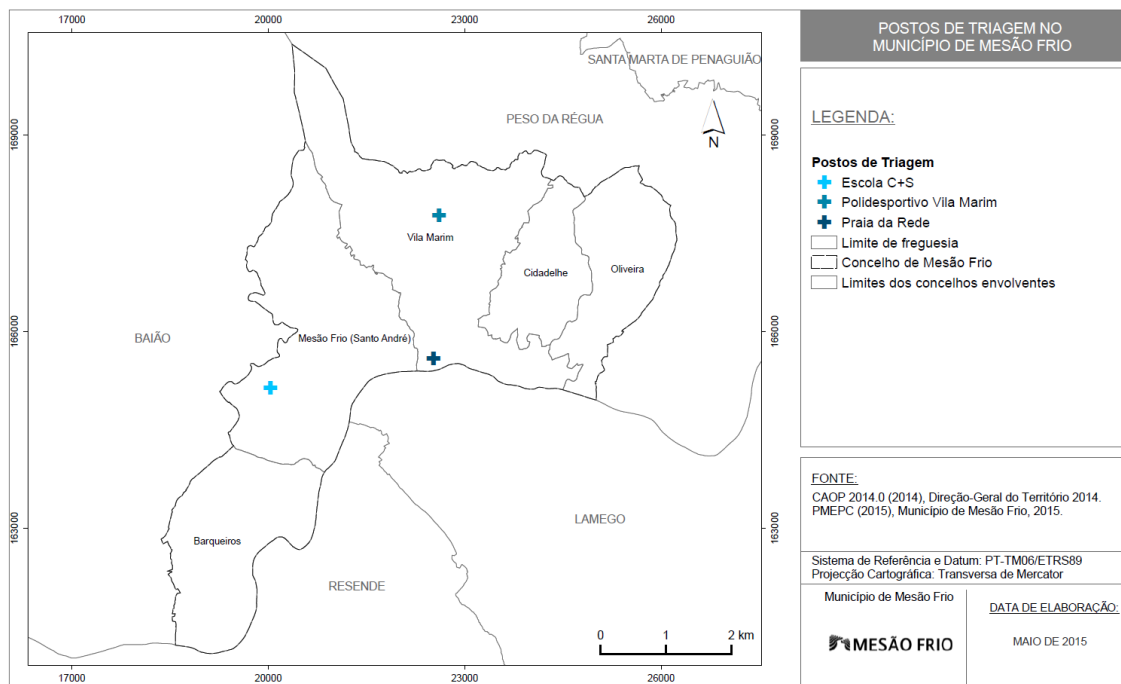 17000
20000
23000
26000
POSTOS DE TRIAGEM NO
MUNICÍPIO DE MESÃO FRIO
SANTA MARTA DE PENAGUIÃO
PESO DA RÉGUA
N
169000
169000
LEGENDA:
Postos de Triagem
Escola C+S
Polidesportivo Vila Marim
Praia da Rede
Limite de freguesia
Concelho de Mesão Frio
Limites dos concelhos envolventes
Vila Marim
Cidadelhe
Oliveira
BAIÃO
Mesão Frio (Santo André)
166000
166000
FONTE:
CAOP 2014.0 (2014), Direção-Geral do Território 2014.
PMEPC (2015), Município de Mesão Frio, 2015.
LAMEGO
163000
163000
Barqueiros
RESENDE
Sistema de Referência e Datum: PT-TM06/ETRS89
Projecção Cartográfica: Transversa de Mercator
Município de Mesão Frio
MESÃO FRIO
DATA DE ELABORAÇÃO:
MAIO DE 2015
0 1 2 km
17000
20000
23000
26000